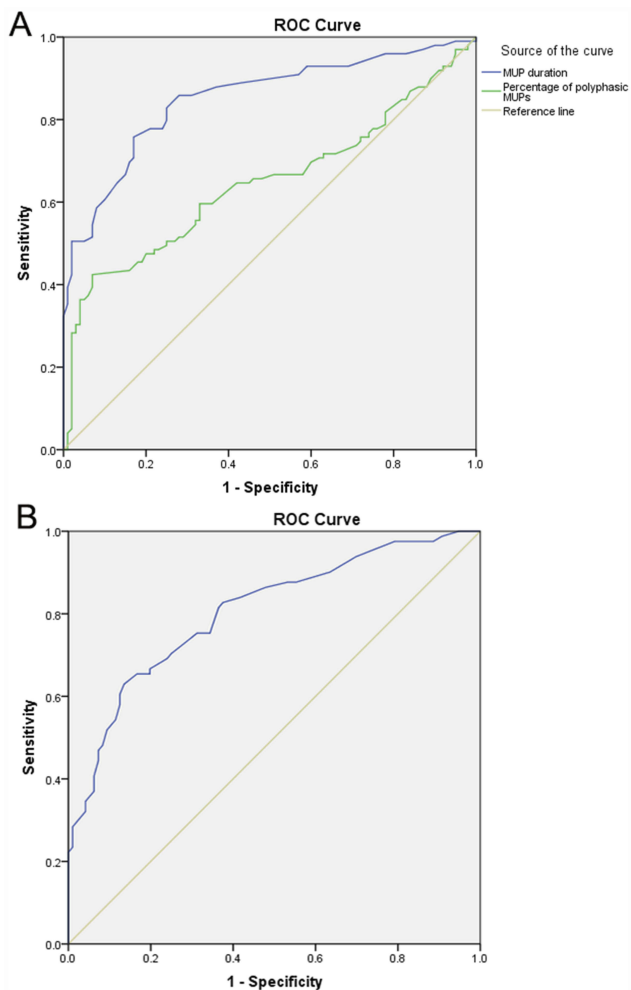 A
ROC Curve
1.0
0.8
0.6
0.4
0.2
0.0
Sensitivity
0.0 0.2 0.4 0.6 0.8 1.0
1 - Specificity
Source of the curve
MUP duration
Percentage of polyphasic
MUPs
Reference line
B
ROC Curve
1.0
0.8
0.6
0.4
0.2
0.0
Sensitivity
0.0 0.2 0.4 0.6 0.8 1.0
1 - Specificity